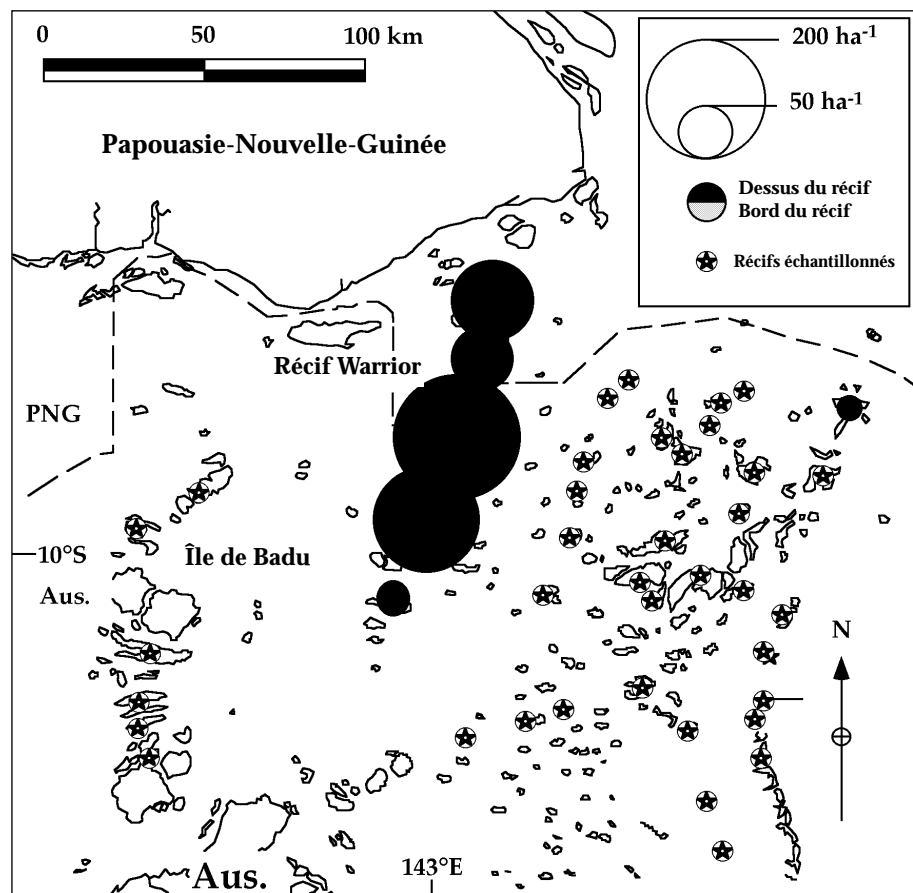 0 50 100 km
200 ha⁻¹
50 ha⁻¹
Papouasie-Nouvelle-Guinée
Dessus du récif
Bord du récif
Récifs échantillonnés
Récif Warrior
PNG
Île de Badu
10°S
Aus.
N
143°E
Aus.